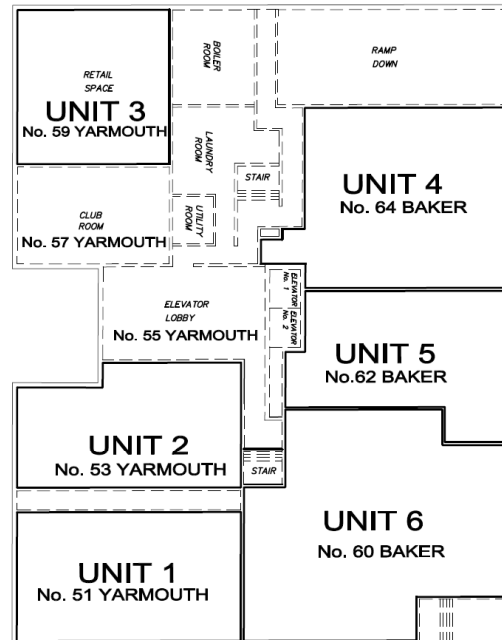 RETAIL
SPACE
UNIT 3
No. 59 YARMOUTH
BOILER
ROOM
RAMP
DOWN
LAUNDRY
ROOM
STAIR
UNIT 4
No. 64 BAKER
CLUB
ROOM
No. 57 YARMOUTH
UTILITY
ROOM
ELEVATOR
No. 1
ELEVATOR
No. 2
ELEVATOR
LOBBY
No. 55 YARMOUTH
UNIT 5
No.62 BAKER
UNIT 2
No. 53 YARMOUTH
STAIR
UNIT 6
No. 60 BAKER
UNIT 1
No. 51 YARMOUTH